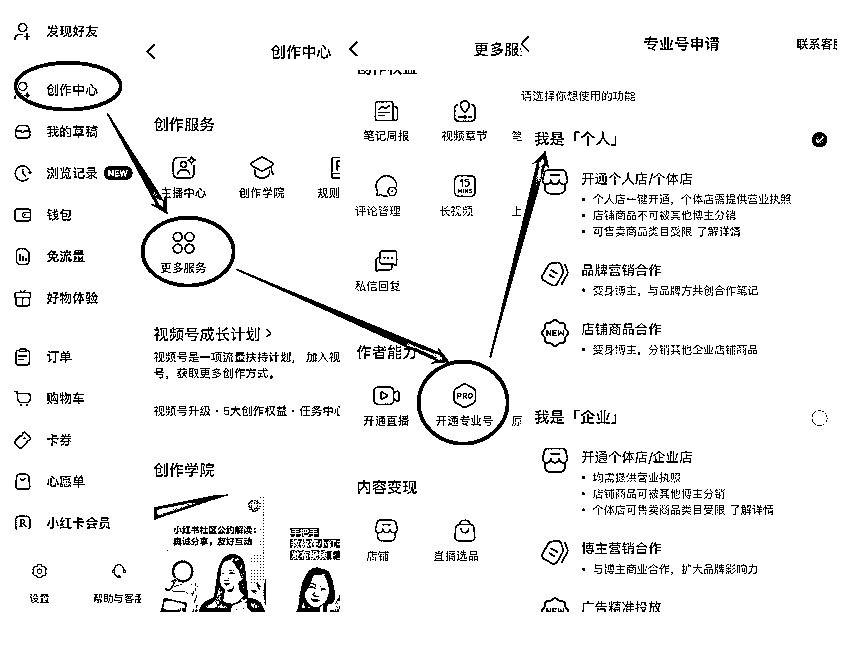 发现好友
创作中心
我的草稿
浏览记录 NEW
钱包
免流量
好物体验
订单
购物车
卡券
心愿单
小红卡会员
设置
帮助与客服
创作中心
创作服务
主播中心
创作学院
规则
更多服务
视频号成长计划 >
视频号是一项流量扶持计划， 加入视
号，获取更多创作方式。
视频号升级·5大创作权益·任务中心
创作学院
小红书社区公约解读：
真诚分享，友好互动
手把手
更多服
创作权益
笔记周报
视频章节
笔
评论管理
15
MINS
长视频
上
私信回复
作者能力
开通直播
PRO
开通专业号
原
内容变现
店铺
直播选品
专业号申请
联系客服
请选择你想使用的功能
我是「个人」
开通个人店/个体店
• 个人店一键开通，个体店需提供营业执照
• 店铺商品不可被其他博主分销
• 可售卖商品类目受限 了解详情
品牌营销合作
• 变身博主，与品牌方共创合作笔记
NEW
店铺商品合作
• 变身博主，分销其他企业店铺商品
我是「企业」
开通个体店/企业店
• 均需提供营业执照
• 店铺商品可被其他博主分销
• 个体店可售卖商品类目受限 了解详情
博主营销合作
• 与博主商业合作，扩大品牌影响力
NEW
广告精准投放